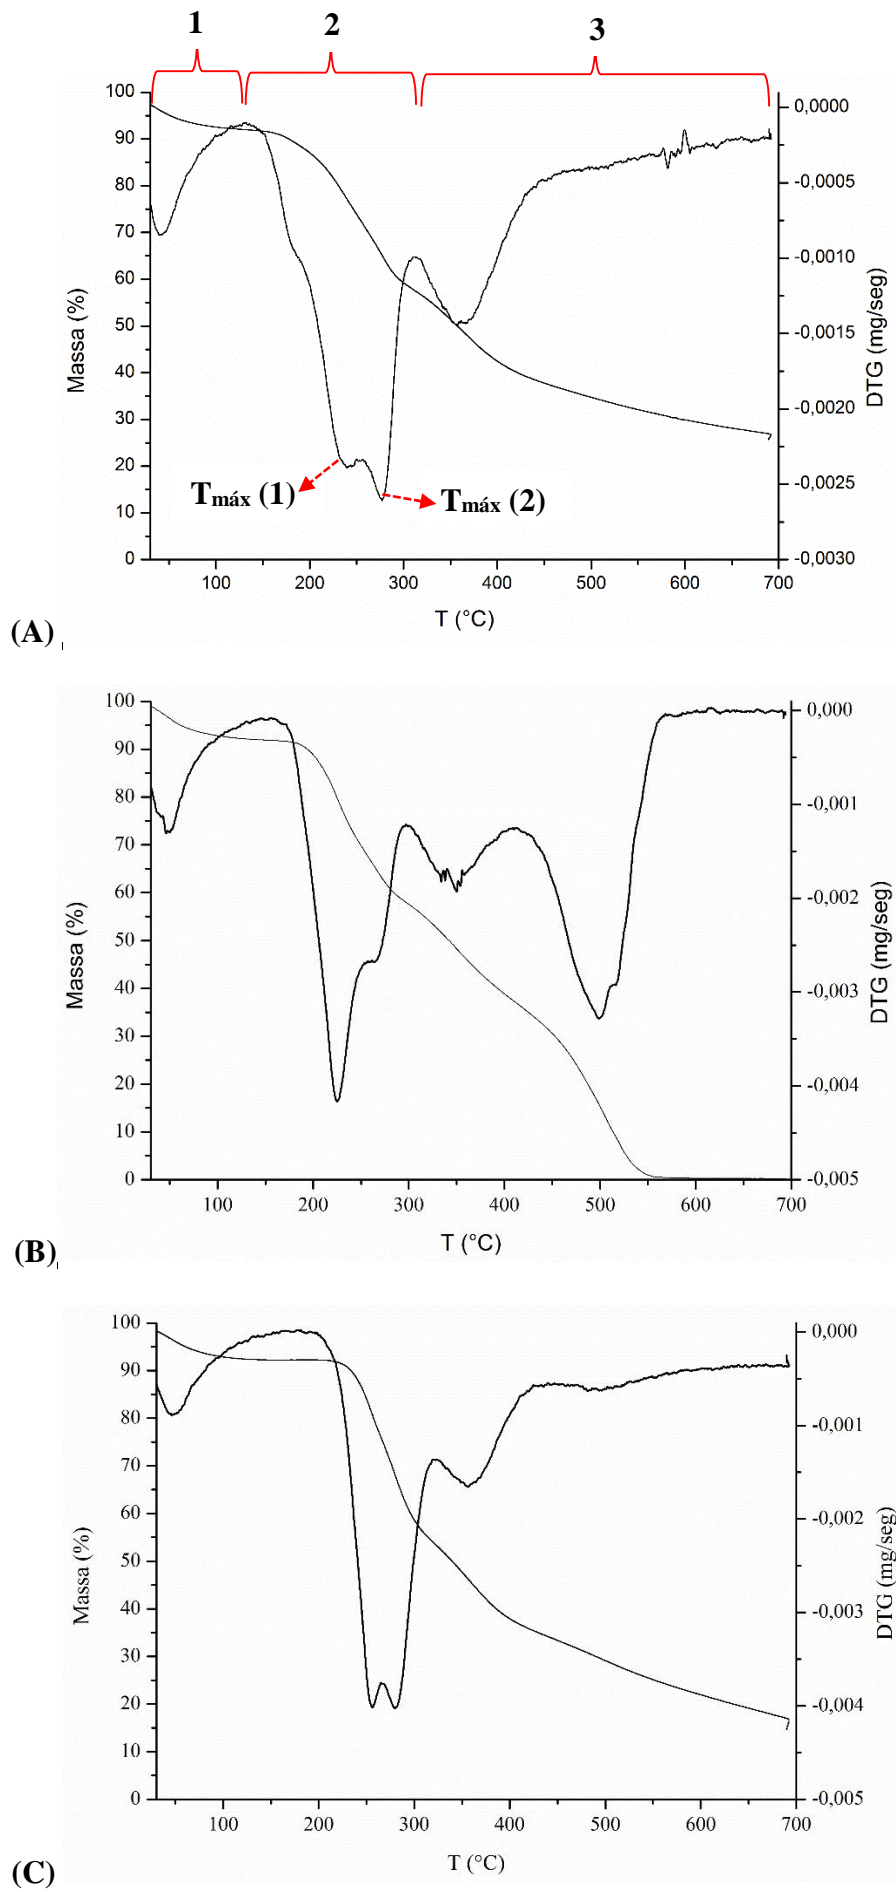 1 2 3
100
90
80
70
60
50
40
30
20
10
0
Massa (%)
0,0000
-0,0005
-0,0010
-0,0015
-0,0020
-0,0025
-0,0030
DTG (mg/seg)
Tmáx (1)
Tmáx (2)
100 200 300 400 500 600 700
T (°C)
(A)
100
90
80
70
60
50
40
30
20
10
0
Massa (%)
0,000
-0,001
-0,002
-0,003
-0,004
-0,005
DTG (mg/seg)
100 200 300 400 500 600 700
T (°C)
(B)
100
90
80
70
60
50
40
30
20
10
0
Massa (%)
0,000
-0,001
-0,002
-0,003
-0,004
-0,005
DTG (mg/seg)
100 200 300 400 500 600 700
T (°C)
(C)